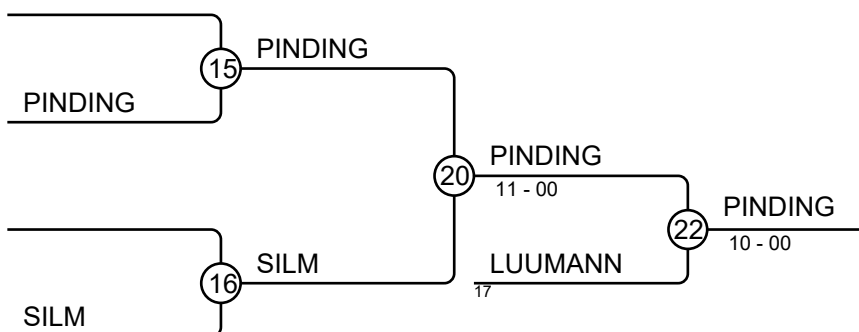 PINDING
15
PINDING
PINDING
20
11 - 00
PINDING
22
10 - 00
SILM
LUUMANN
17
16
SILM